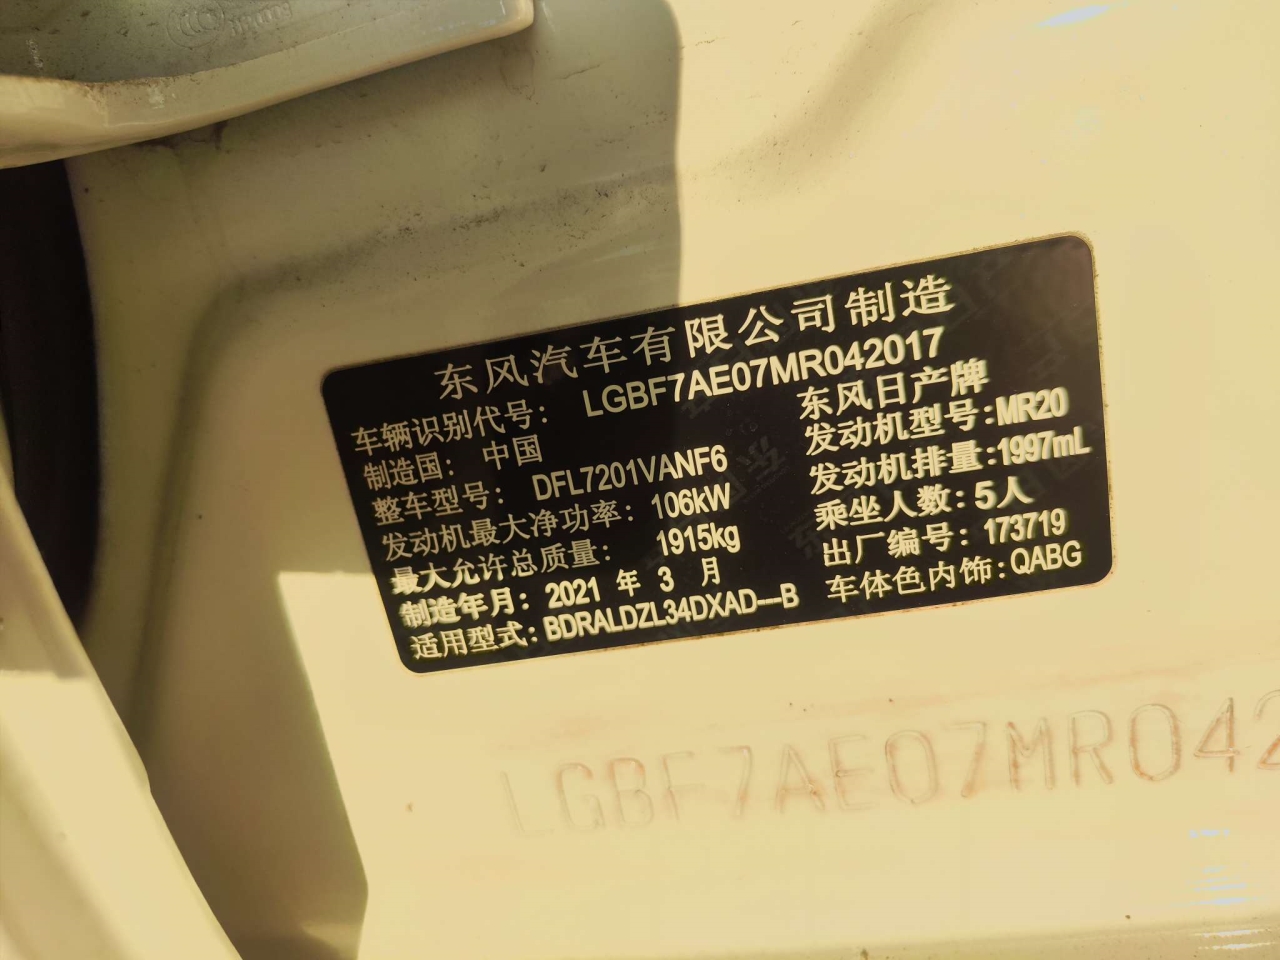 东风汽车有限公司制造
车辆识别代号: LGBF7AE07MR042017
制造国: 中国 东风日产牌
整车型号: DFL7201VANF6 发动机型号:MR20
发动机最大净功率: 106kW 发动机排量:1997mL
最大允许总质量: 1915kg 乘坐人数: 5人
制造年月: 2021 年 3 月 出厂编号: 173719
适用型式: BDRALDZL34DXAD---B 车体色内饰:QABG
LGBF7AE07MR042